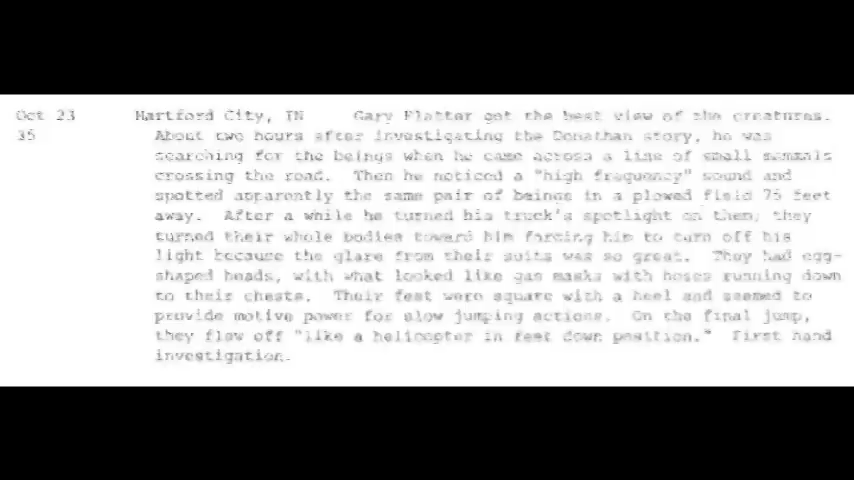 Oct 23 Hartford City, IN Gary Flatter got the best view of the creatures.
35 About two hours after investigating the Donathan story, he was
searching for the beings when he came across a line of small mammals
crossing the road. Then he noticed a "high frequency" sound and
spotted apparently the same pair of beings in a plowed field 75 feet
away. After a while he turned his truck's spotlight on them; they
turned their whole bodies toward him forcing him to turn off his
light because the glare from their suits was so great. They had egg-
shaped heads, with what looked like gas masks with hoses running down
to their chests. Their feet were square with a heel and seemed to
provide motive power for slow jumping actions. On the final jump,
they flew off "like a helicopter in feet down position." First hand
investigation.